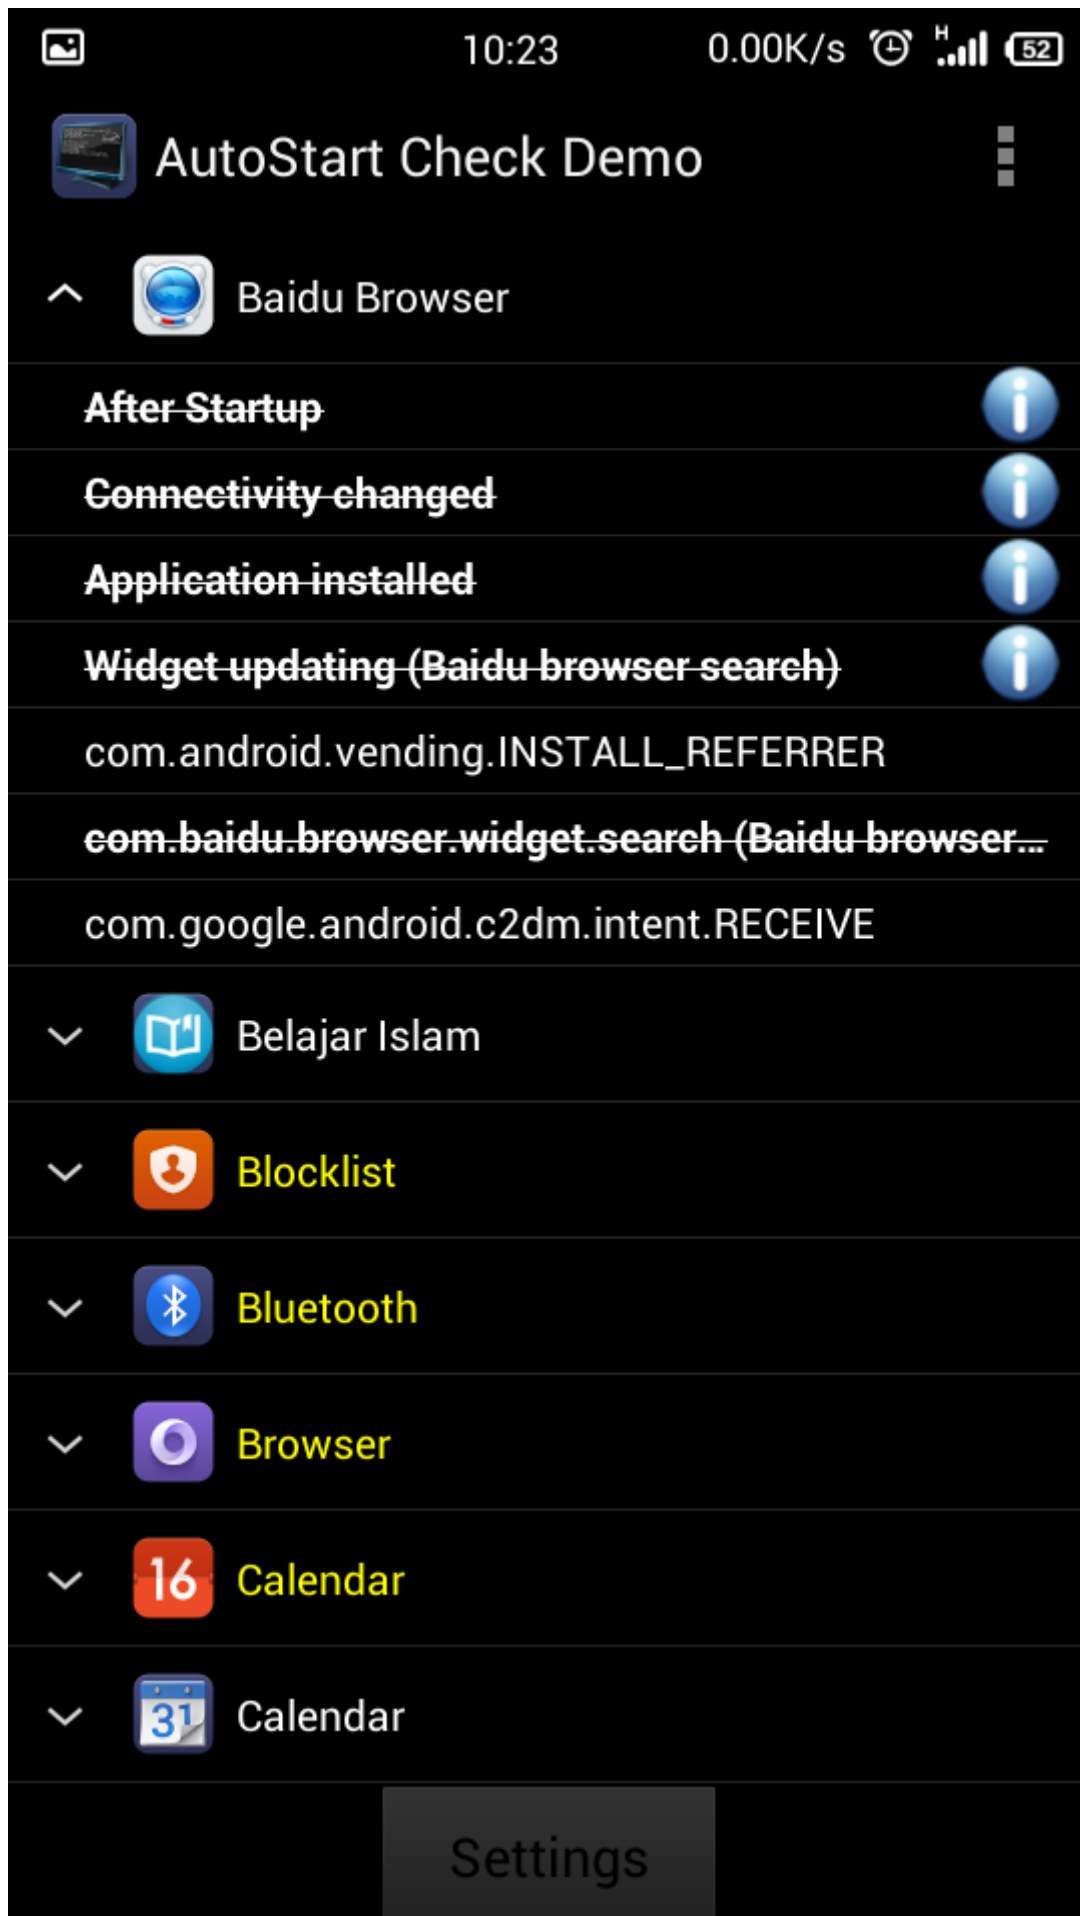 10:23 0.00K/s H 52
AutoStart Check Demo
Baidu Browser
After Startup
Connectivity changed
Application installed
Widget updating (Baidu browser search)
com.android.vending.INSTALL_REFERRER
com.baidu.browser.widget.search (Baidu browser...
com.google.android.c2dm.intent.RECEIVE
Belajar Islam
Blocklist
Bluetooth
Browser
16 Calendar
31 Calendar
Settings